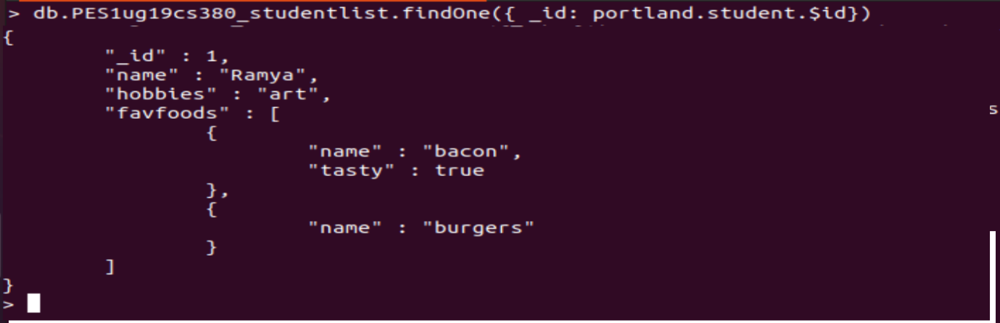 > db.PES1ug19cs380_studentlist.findOne({ _id: portland.student.$id})
{
        "_id" : 1,
        "name" : "Ramya",
        "hobbies" : "art",
        "favfoods" : [
                {
                        "name" : "bacon",
                        "tasty" : true
                },
                {
                        "name" : "burgers"
                }
        ]
}
>
s